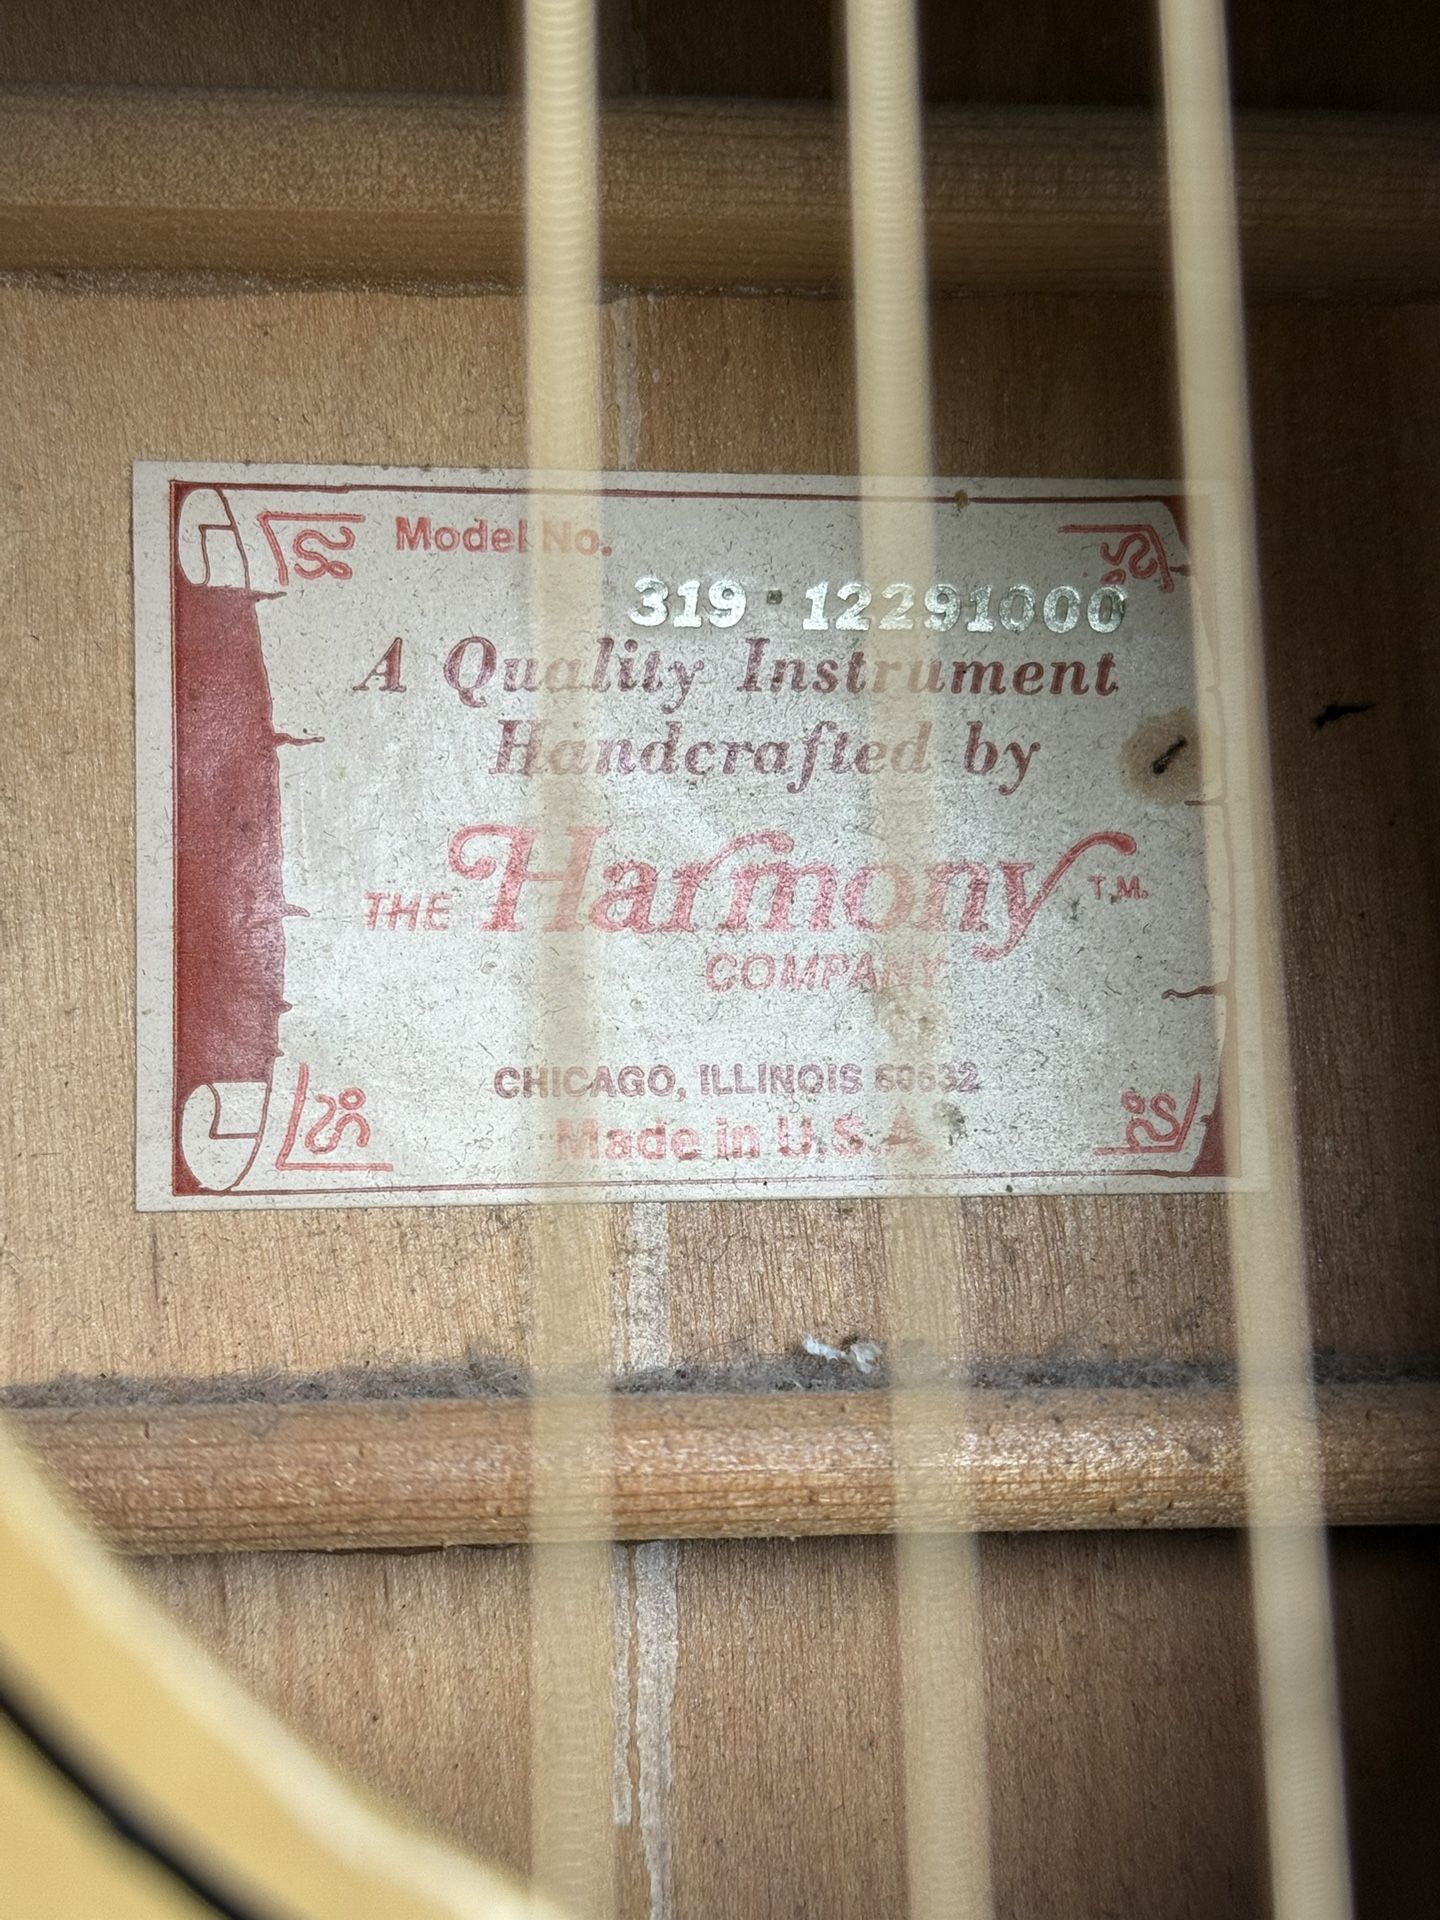 Model No.
319·12291000
A Quality Instrument
Handcrafted by
THE Harmony T.M.
COMPANY
CHICAGO, ILLINOIS 60632
Made in U.S.A.